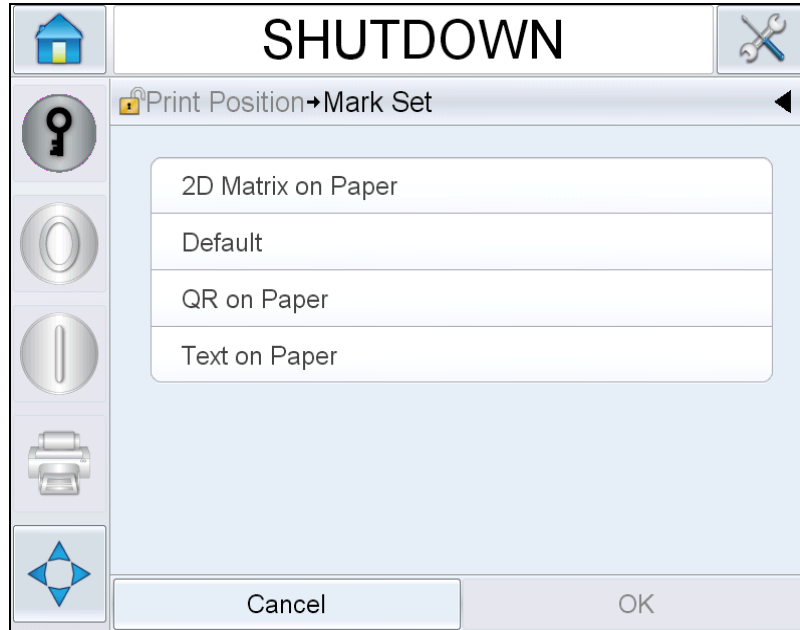 SHUTDOWN
Print Position→Mark Set
2D Matrix on Paper
Default
QR on Paper
Text on Paper
Cancel OK